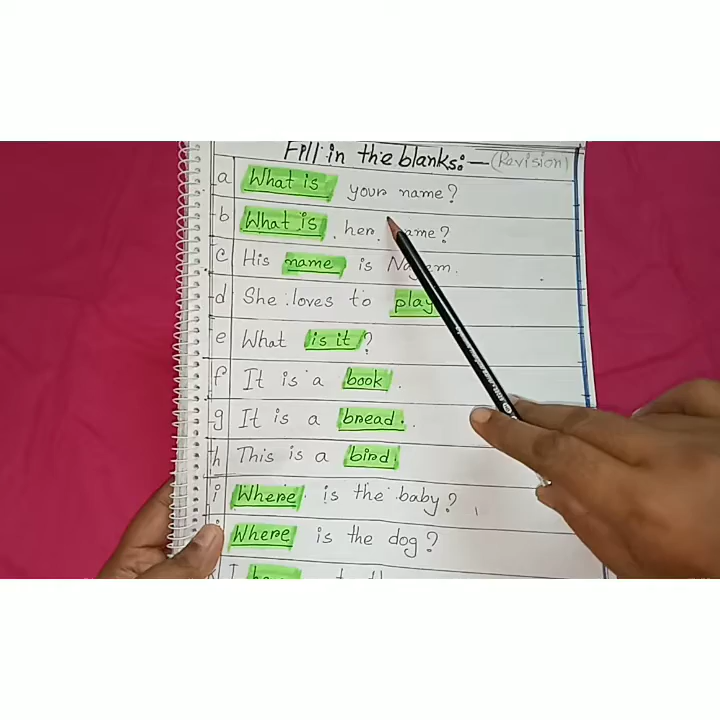 Fill in the blanks:— (Revision)
a What is your name?
b What is her name?
c His name is
d She loves to play
e What is it?
f It is a book.
g It is a bread.
h This is a bird.
i Where is the baby?
Where is the dog?
I